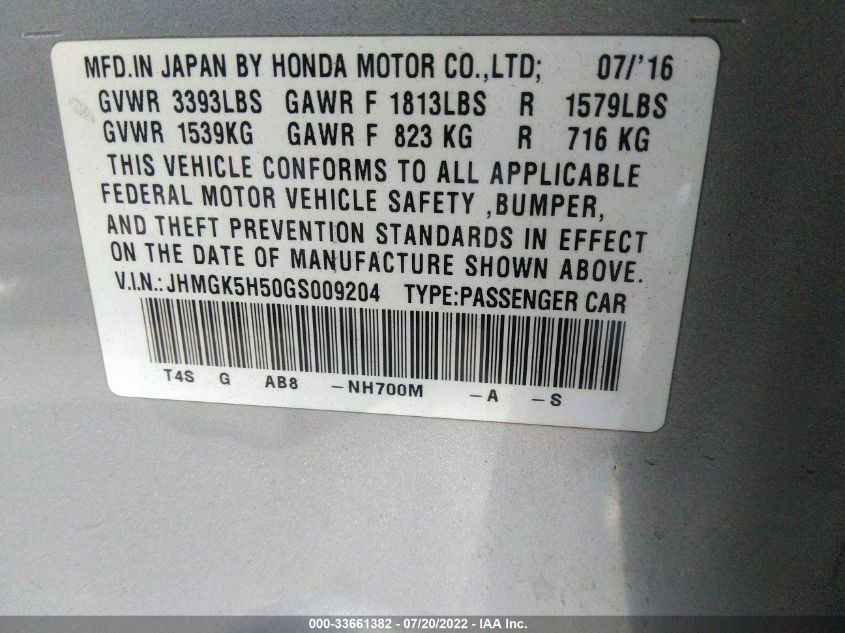 MFD.IN JAPAN BY HONDA MOTOR CO.,LTD; 07/'16
GVWR 3393LBS GAWR F 1813LBS R 1579LBS
GVWR 1539KG GAWR F 823 KG R 716 KG
THIS VEHICLE CONFORMS TO ALL APPLICABLE
FEDERAL MOTOR VEHICLE SAFETY ,BUMPER,
AND THEFT PREVENTION STANDARDS IN EFFECT
ON THE DATE OF MANUFACTURE SHOWN ABOVE.
V.I.N.: JHMGK5H50GS009204 TYPE:PASSENGER CAR
T4S G AB8 -NH700M -A -S
000-33661382 - 07/20/2022 - IAA Inc.